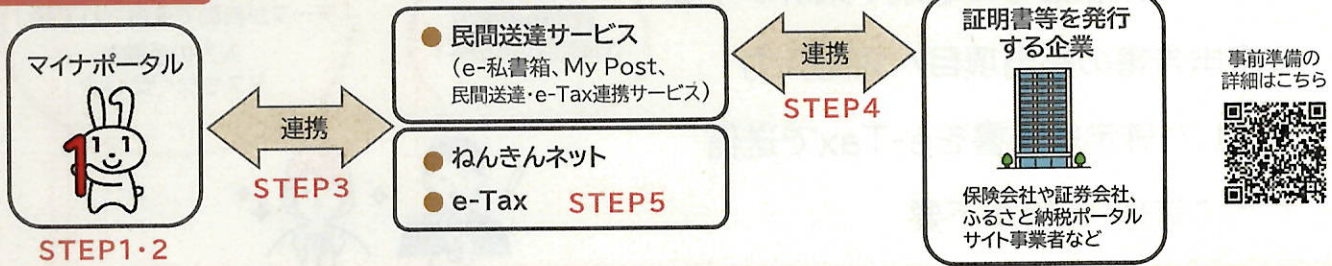 マイナポータル
1
STEP1・2
連携
STEP3
● 民間送達サービス
(e-私書箱、My Post、
民間送達・e-Tax連携サービス)
● ねんきんネット
● e-Tax STEP5
連携
STEP4
証明書等を発行
する企業
保険会社や証券会社、
ふるさと納税ポータル
サイト事業者など
事前準備の
詳細はこちら